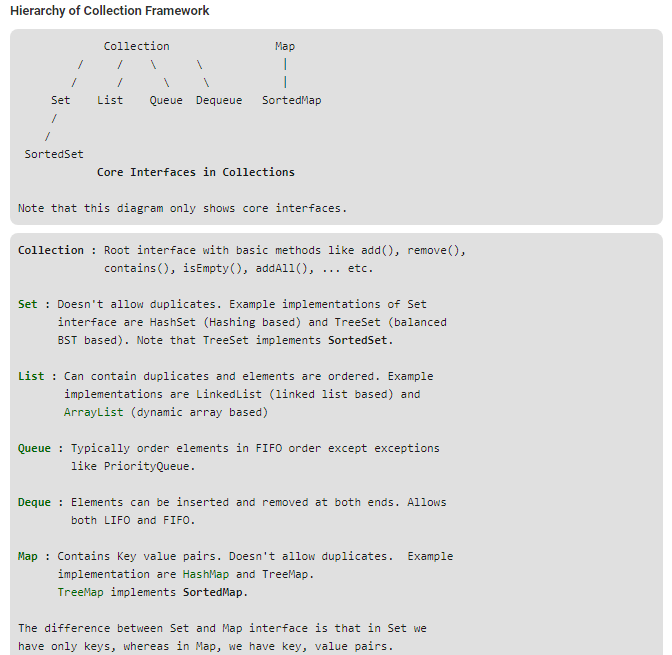 Hierarchy of Collection Framework
Collection Map
/ / \ \ |
/ / \ \ |
Set List Queue Dequeue SortedMap
/
/
SortedSet
Core Interfaces in Collections
Note that this diagram only shows core interfaces.
Collection : Root interface with basic methods like add(), remove(),
contains(), isEmpty(), addAll(), ... etc.
Set : Doesn't allow duplicates. Example implementations of Set
interface are HashSet (Hashing based) and TreeSet (balanced
BST based). Note that TreeSet implements SortedSet.
List : Can contain duplicates and elements are ordered. Example
implementations are LinkedList (linked list based) and
ArrayList (dynamic array based)
Queue : Typically order elements in FIFO order except exceptions
like PriorityQueue.
Deque : Elements can be inserted and removed at both ends. Allows
both LIFO and FIFO.
Map : Contains Key value pairs. Doesn't allow duplicates.  Example
implementation are HashMap and TreeMap.
TreeMap implements SortedMap.
The difference between Set and Map interface is that in Set we
have only keys, whereas in Map, we have key, value pairs.